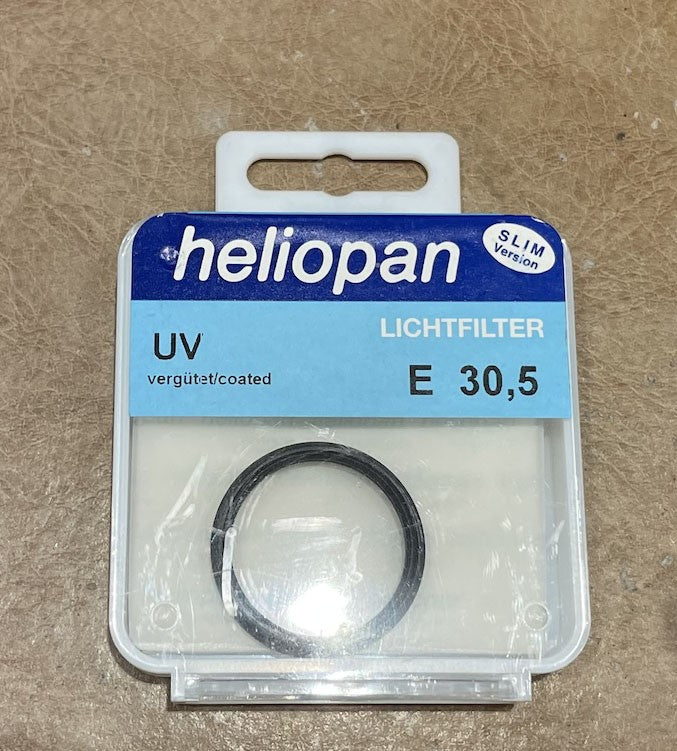 heliopan
SLIM
Version
LICHTFILTER
UV
vergütet/coated
E 30,5